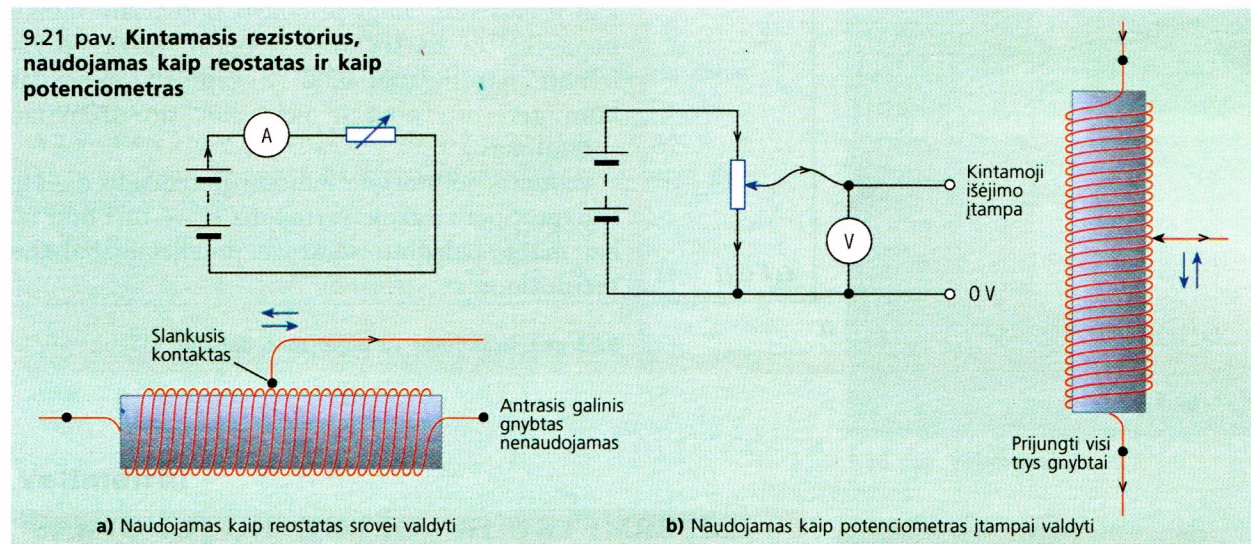 9.21 pav. Kintamasis rezistorius,
naudojamas kaip reostatas ir kaip
potenciometras
A
Slankusis
kontaktas
Antrasis galinis
gnybtas
nenaudojamas
a) Naudojamas kaip reostatas srovei valdyti
V
Kintamoji
išėjimo
įtampa
0 V
Prijungti visi
trys gnybtai
b) Naudojamas kaip potenciometras įtampai valdyti